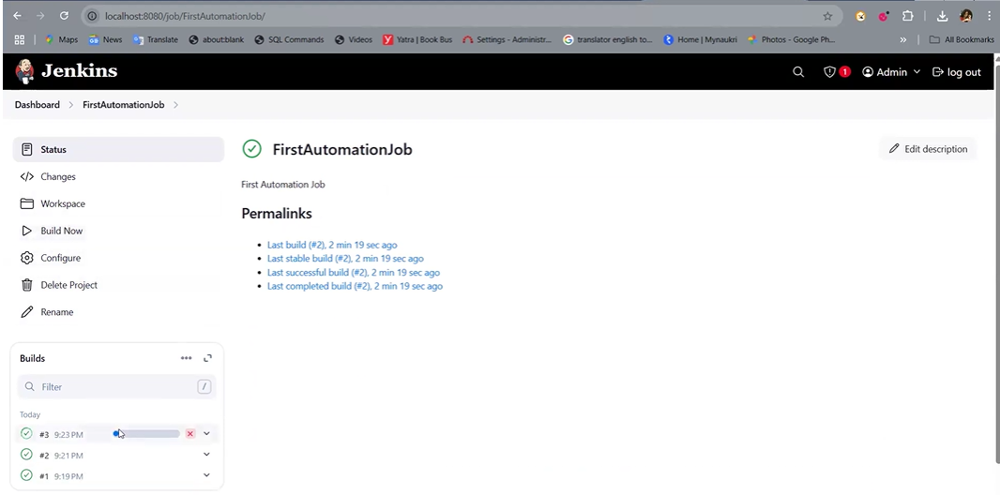 localhost:8080/job/FirstAutomationJob/
Maps News Translate about:blank SQL Commands Videos Yatra | Book Bus Settings - Administr... translator english to... Home | Mynaukri Photos - Google Ph... » All Bookmarks
Jenkins 1 Admin log out
Dashboard > FirstAutomationJob >
Status
Changes
Workspace
Build Now
Configure
Delete Project
Rename
FirstAutomationJob
Edit description
First Automation Job
Permalinks
• Last build (#2), 2 min 19 sec ago
• Last stable build (#2), 2 min 19 sec ago
• Last successful build (#2), 2 min 19 sec ago
• Last completed build (#2), 2 min 19 sec ago
Builds
Filter /
Today
#3 9:23 PM
#2 9:21 PM
#1 9:19 PM